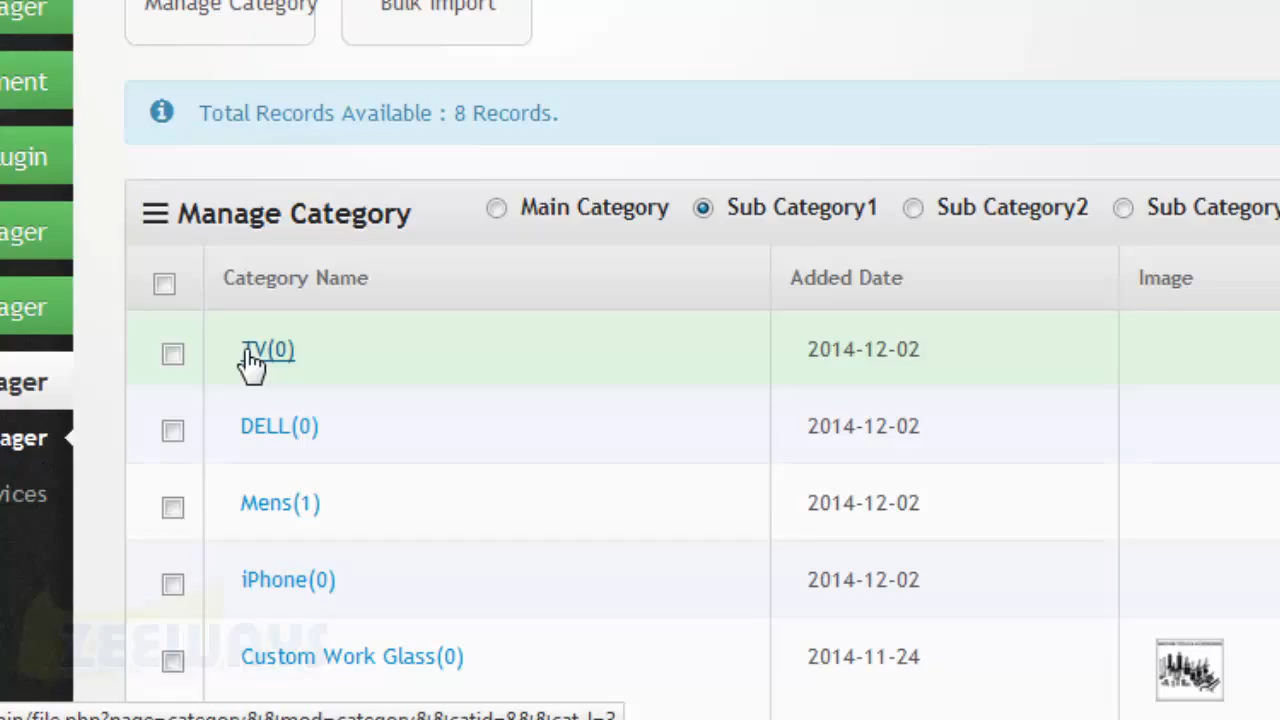 ager
Manage Category
Bulk Import
ment
ugin
ager
ager
ager
ager
vices
Total Records Available : 8 Records.
Manage Category
Main Category
Sub Category1
Sub Category2
Sub Category
Category Name
Added Date
Image
TV(0)
2014-12-02
DELL(0)
2014-12-02
Mens(1)
2014-12-02
iPhone(0)
2014-12-02
Custom Work Glass(0)
2014-11-24
ZEEWAYS